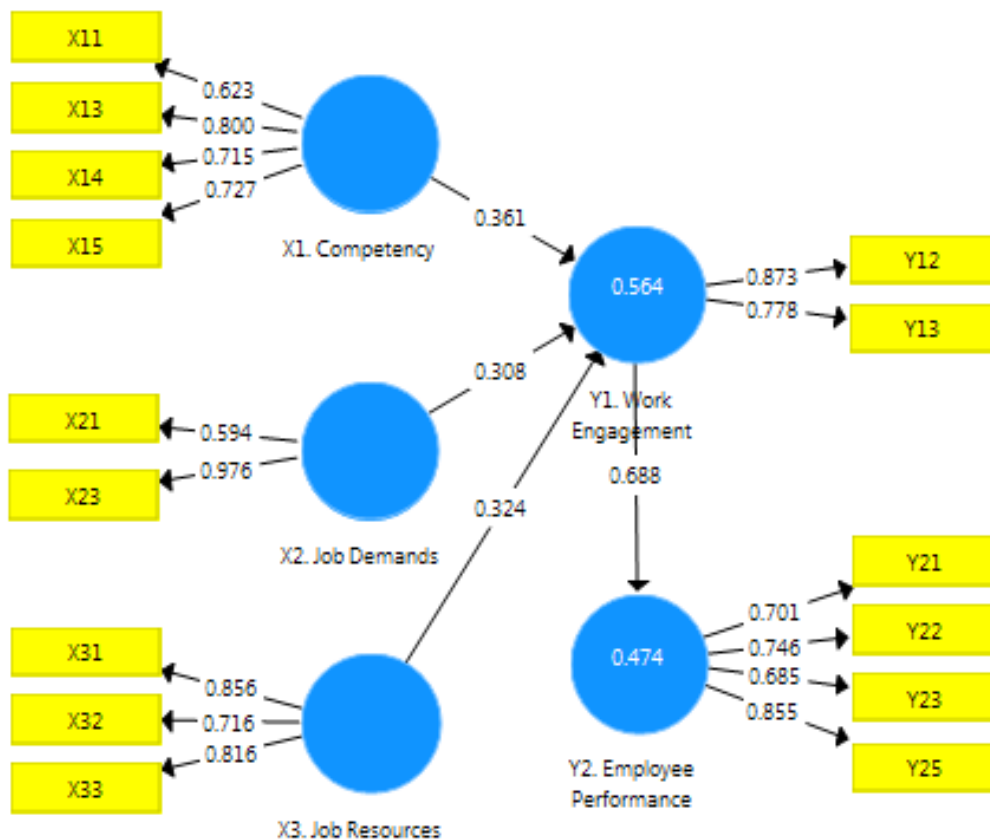 X11
X13
X14
X15
0.623
0.800
0.715
0.727
X1. Competency
0.361
0.564
Y1. Work
Engagement
0.873
0.778
Y12
Y13
X21
X23
0.594
0.976
X2. Job Demands
0.308
0.324
0.688
X31
X32
X33
0.856
0.716
0.816
X3. Job Resources
0.474
Y2. Employee
Performance
0.701
0.746
0.685
0.855
Y21
Y22
Y23
Y25